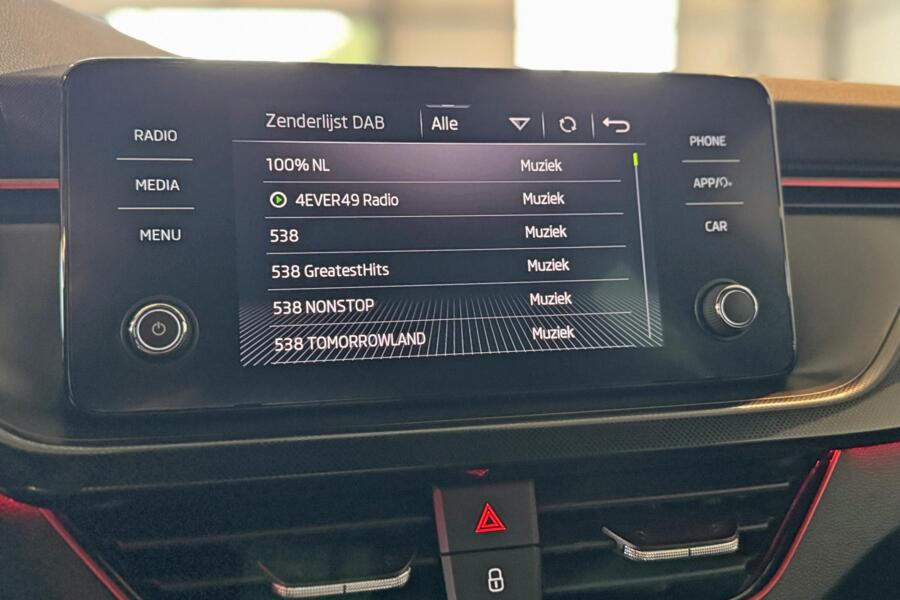 RADIO
MEDIA
MENU
Zenderlijst DAB Alle
100% NL Muziek
4EVER49 Radio Muziek
538 Muziek
538 GreatestHits Muziek
538 NONSTOP Muziek
538 TOMORROWLAND Muziek
PHONE
APP/
CAR